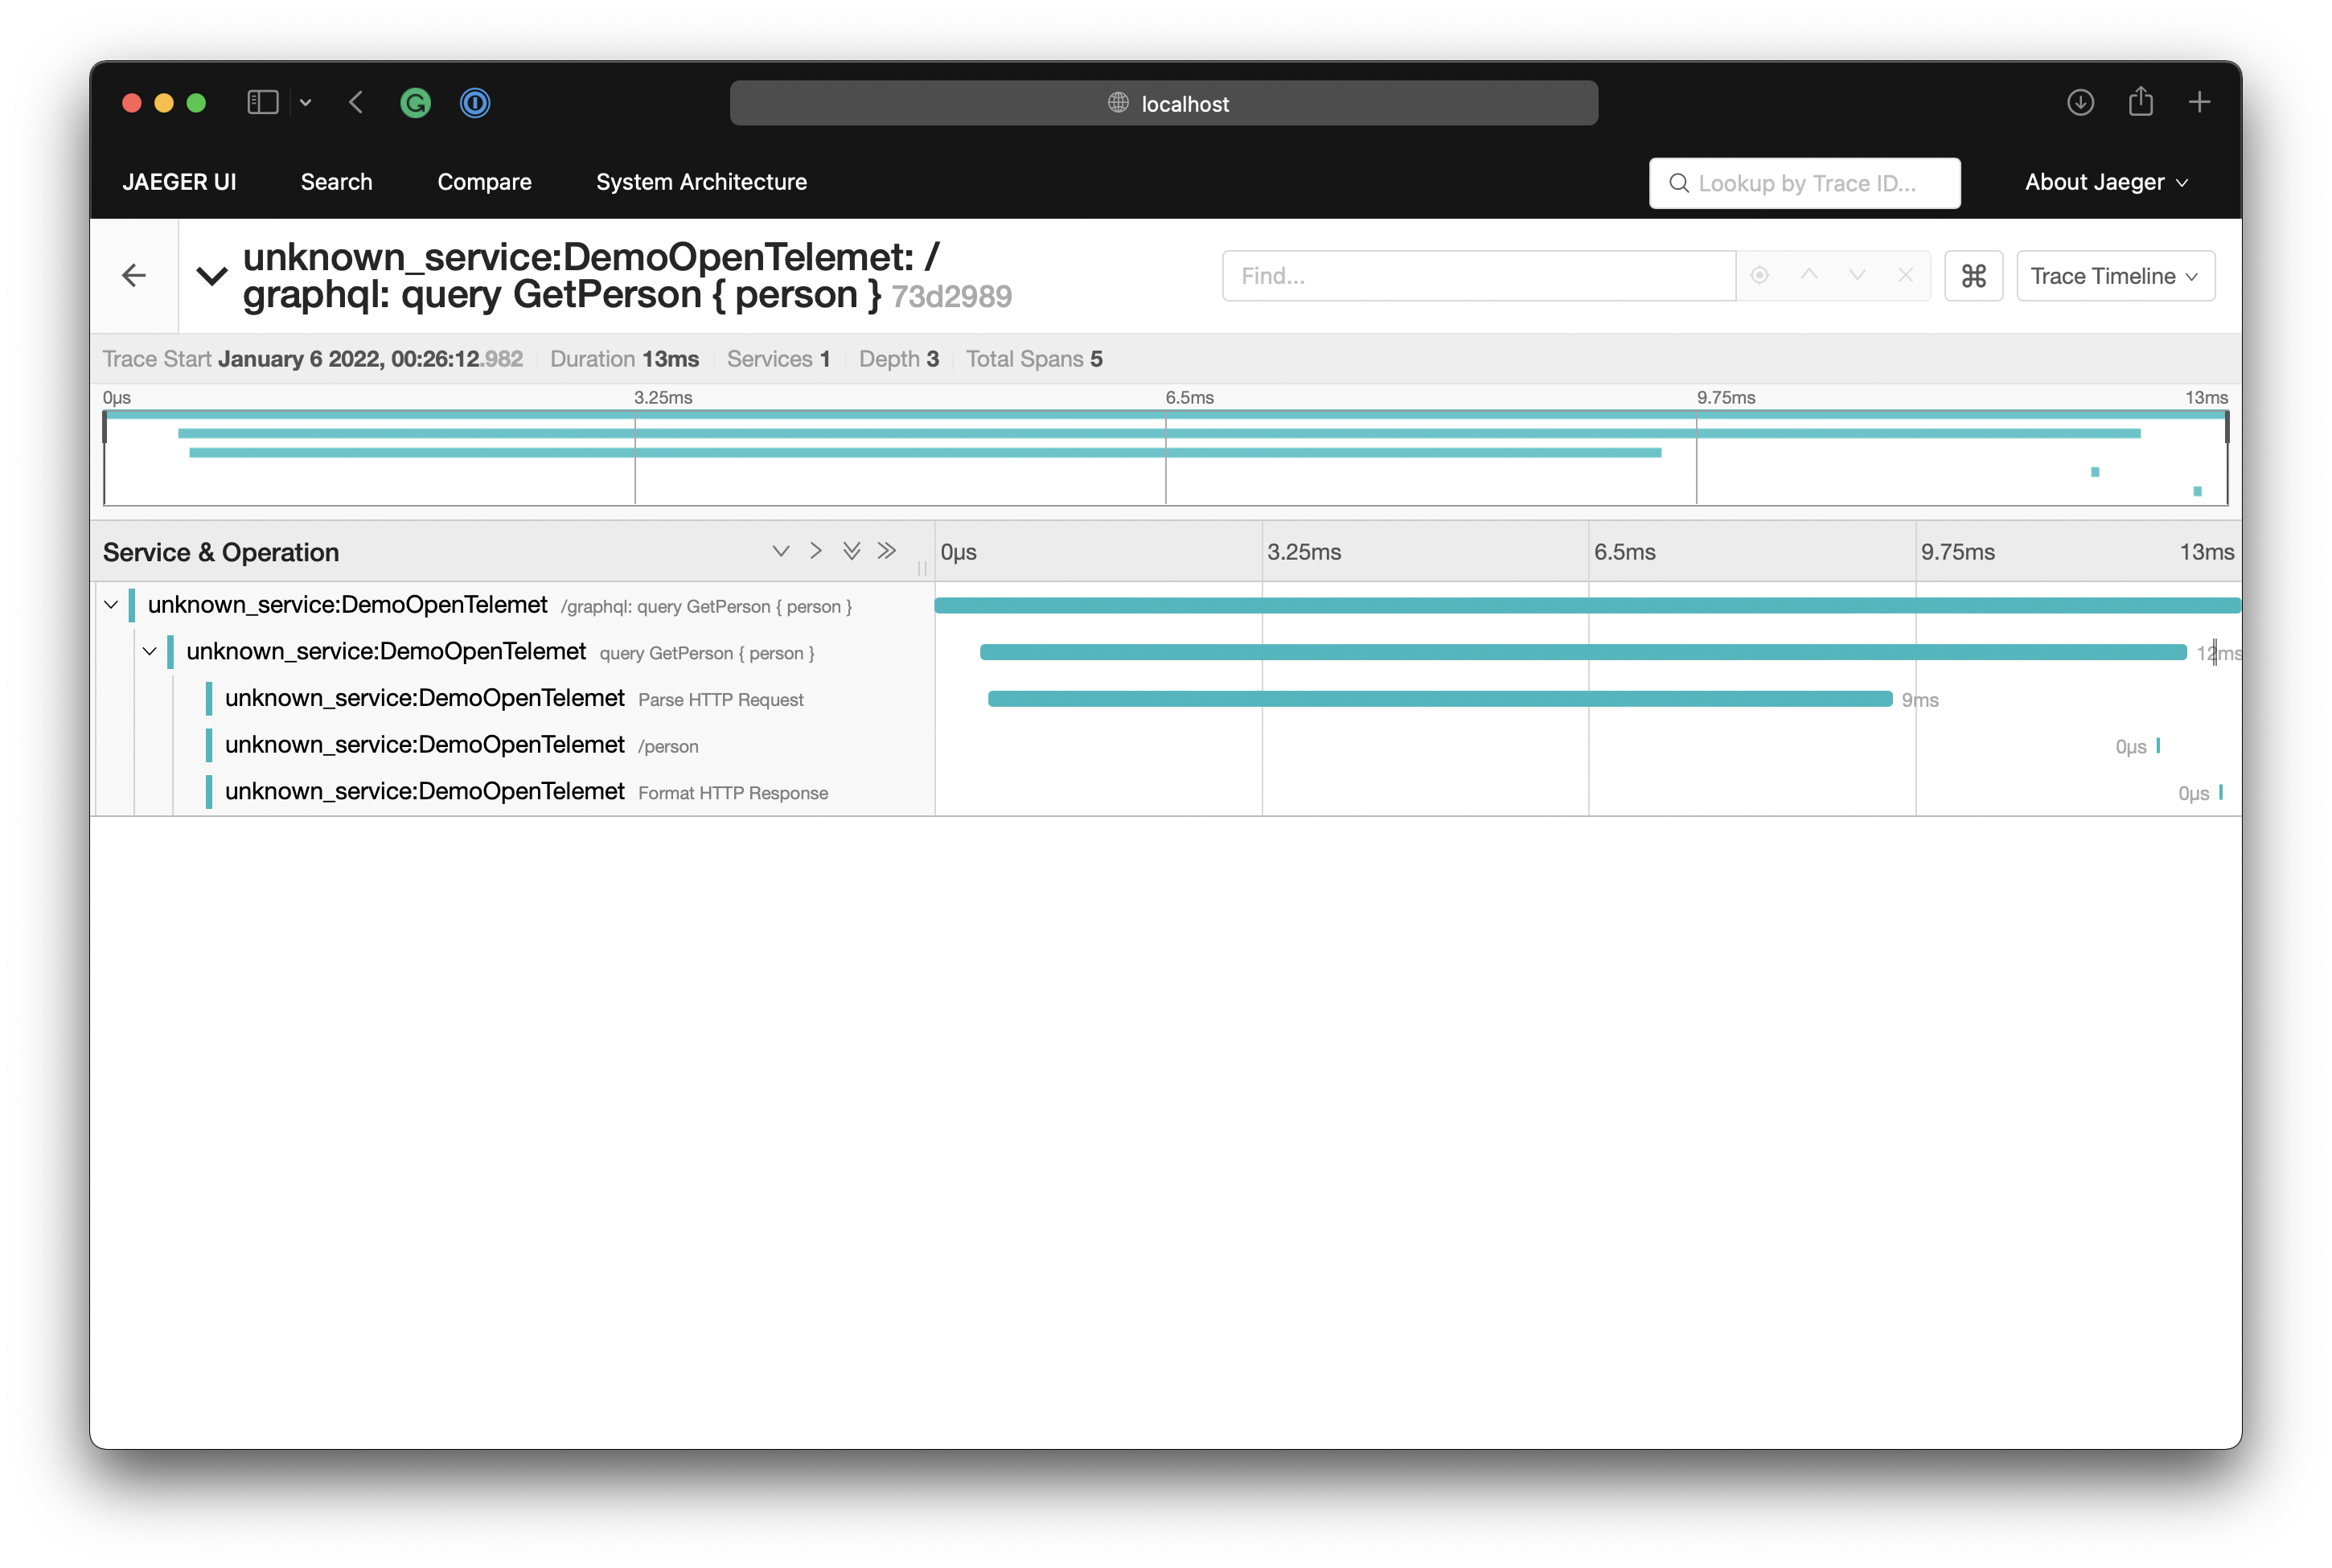 localhost
JAEGER UI Search Compare System Architecture Lookup by Trace ID... About Jaeger
unknown_service:DemoOpenTelemet: /
graphql: query GetPerson { person } 73d2989
Find...
Trace Timeline
Trace Start January 6 2022, 00:26:12.982 Duration 13ms Services 1 Depth 3 Total Spans 5
0μs 3.25ms 6.5ms 9.75ms 13ms
Service & Operation 0μs 3.25ms 6.5ms 9.75ms 13ms
unknown_service:DemoOpenTelemet /graphql: query GetPerson { person }
unknown_service:DemoOpenTelemet query GetPerson { person } 12ms
unknown_service:DemoOpenTelemet Parse HTTP Request 9ms
unknown_service:DemoOpenTelemet /person 0μs
unknown_service:DemoOpenTelemet Format HTTP Response 0μs